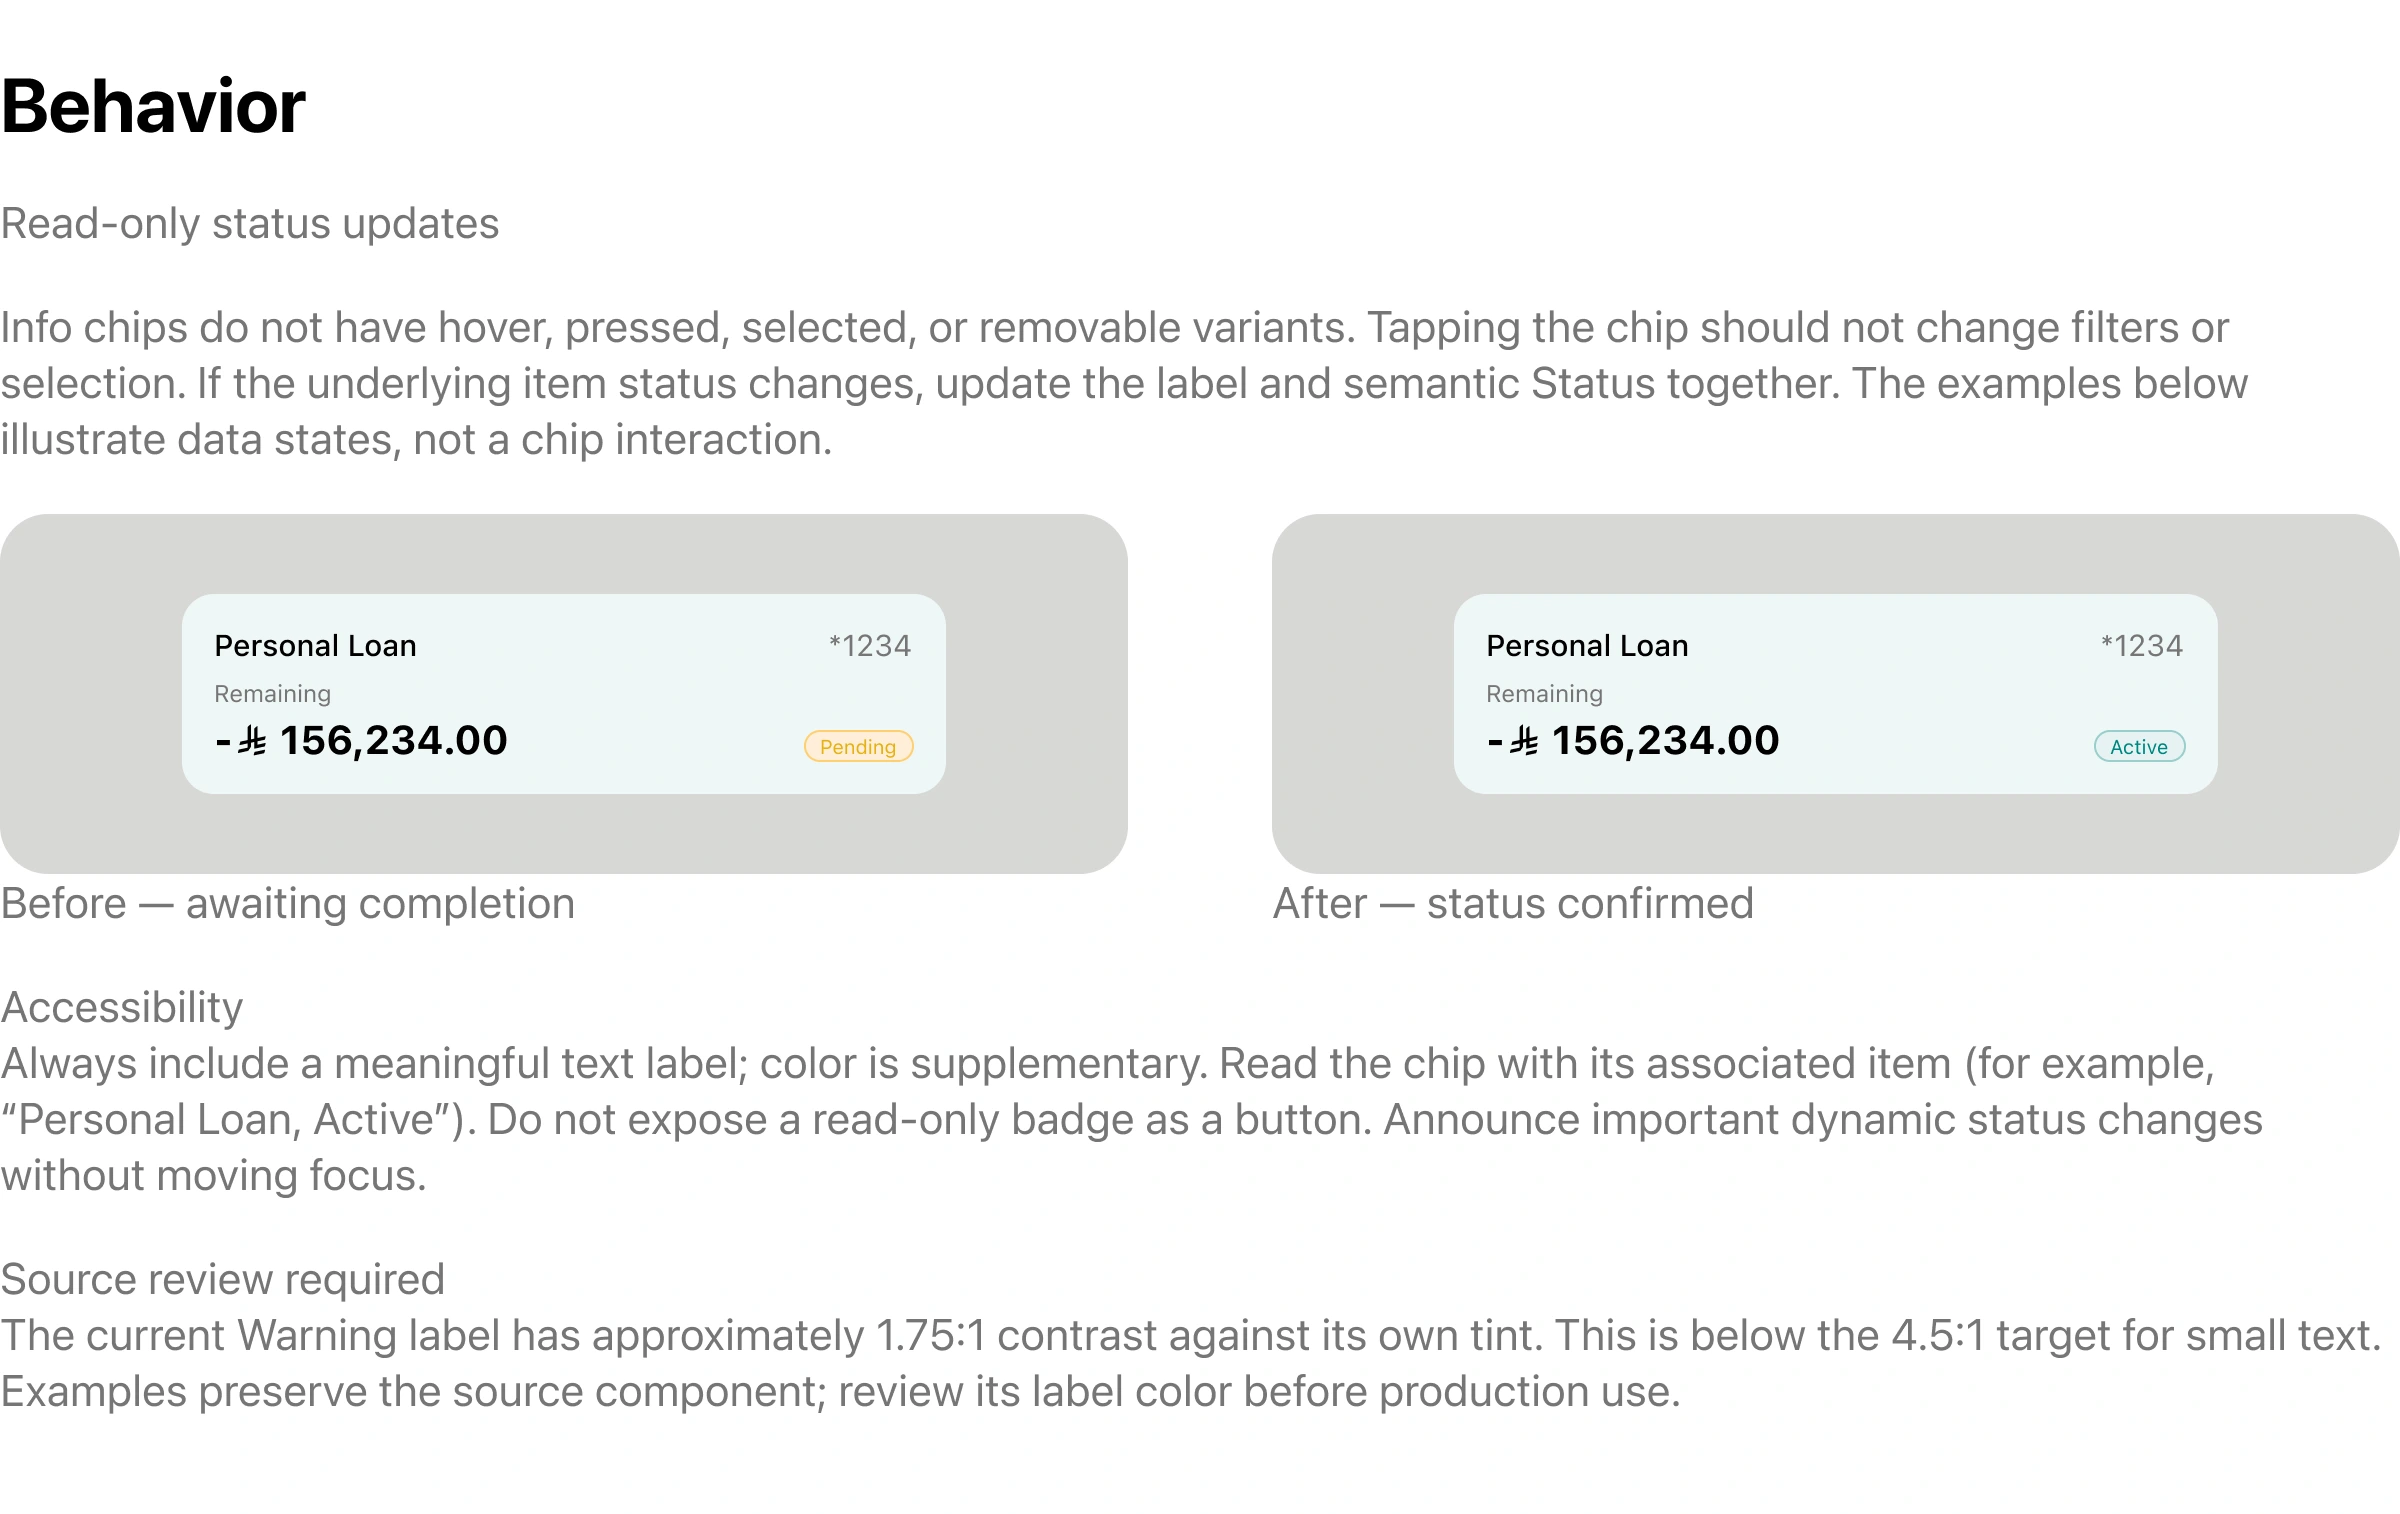 Behavior
Read-only status updates
Info chips do not have hover, pressed, selected, or removable variants. Tapping the chip should not change filters or
selection. If the underlying item status changes, update the label and semantic Status together. The examples below
illustrate data states, not a chip interaction.
Personal Loan *1234
Remaining
-⃁ 156,234.00 Pending
Personal Loan *1234
Remaining
-⃁ 156,234.00 Active
Before — awaiting completion
After — status confirmed
Accessibility
Always include a meaningful text label; color is supplementary. Read the chip with its associated item (for example,
“Personal Loan, Active”). Do not expose a read-only badge as a button. Announce important dynamic status changes
without moving focus.
Source review required
The current Warning label has approximately 1.75:1 contrast against its own tint. This is below the 4.5:1 target for small text.
Examples preserve the source component; review its label color before production use.